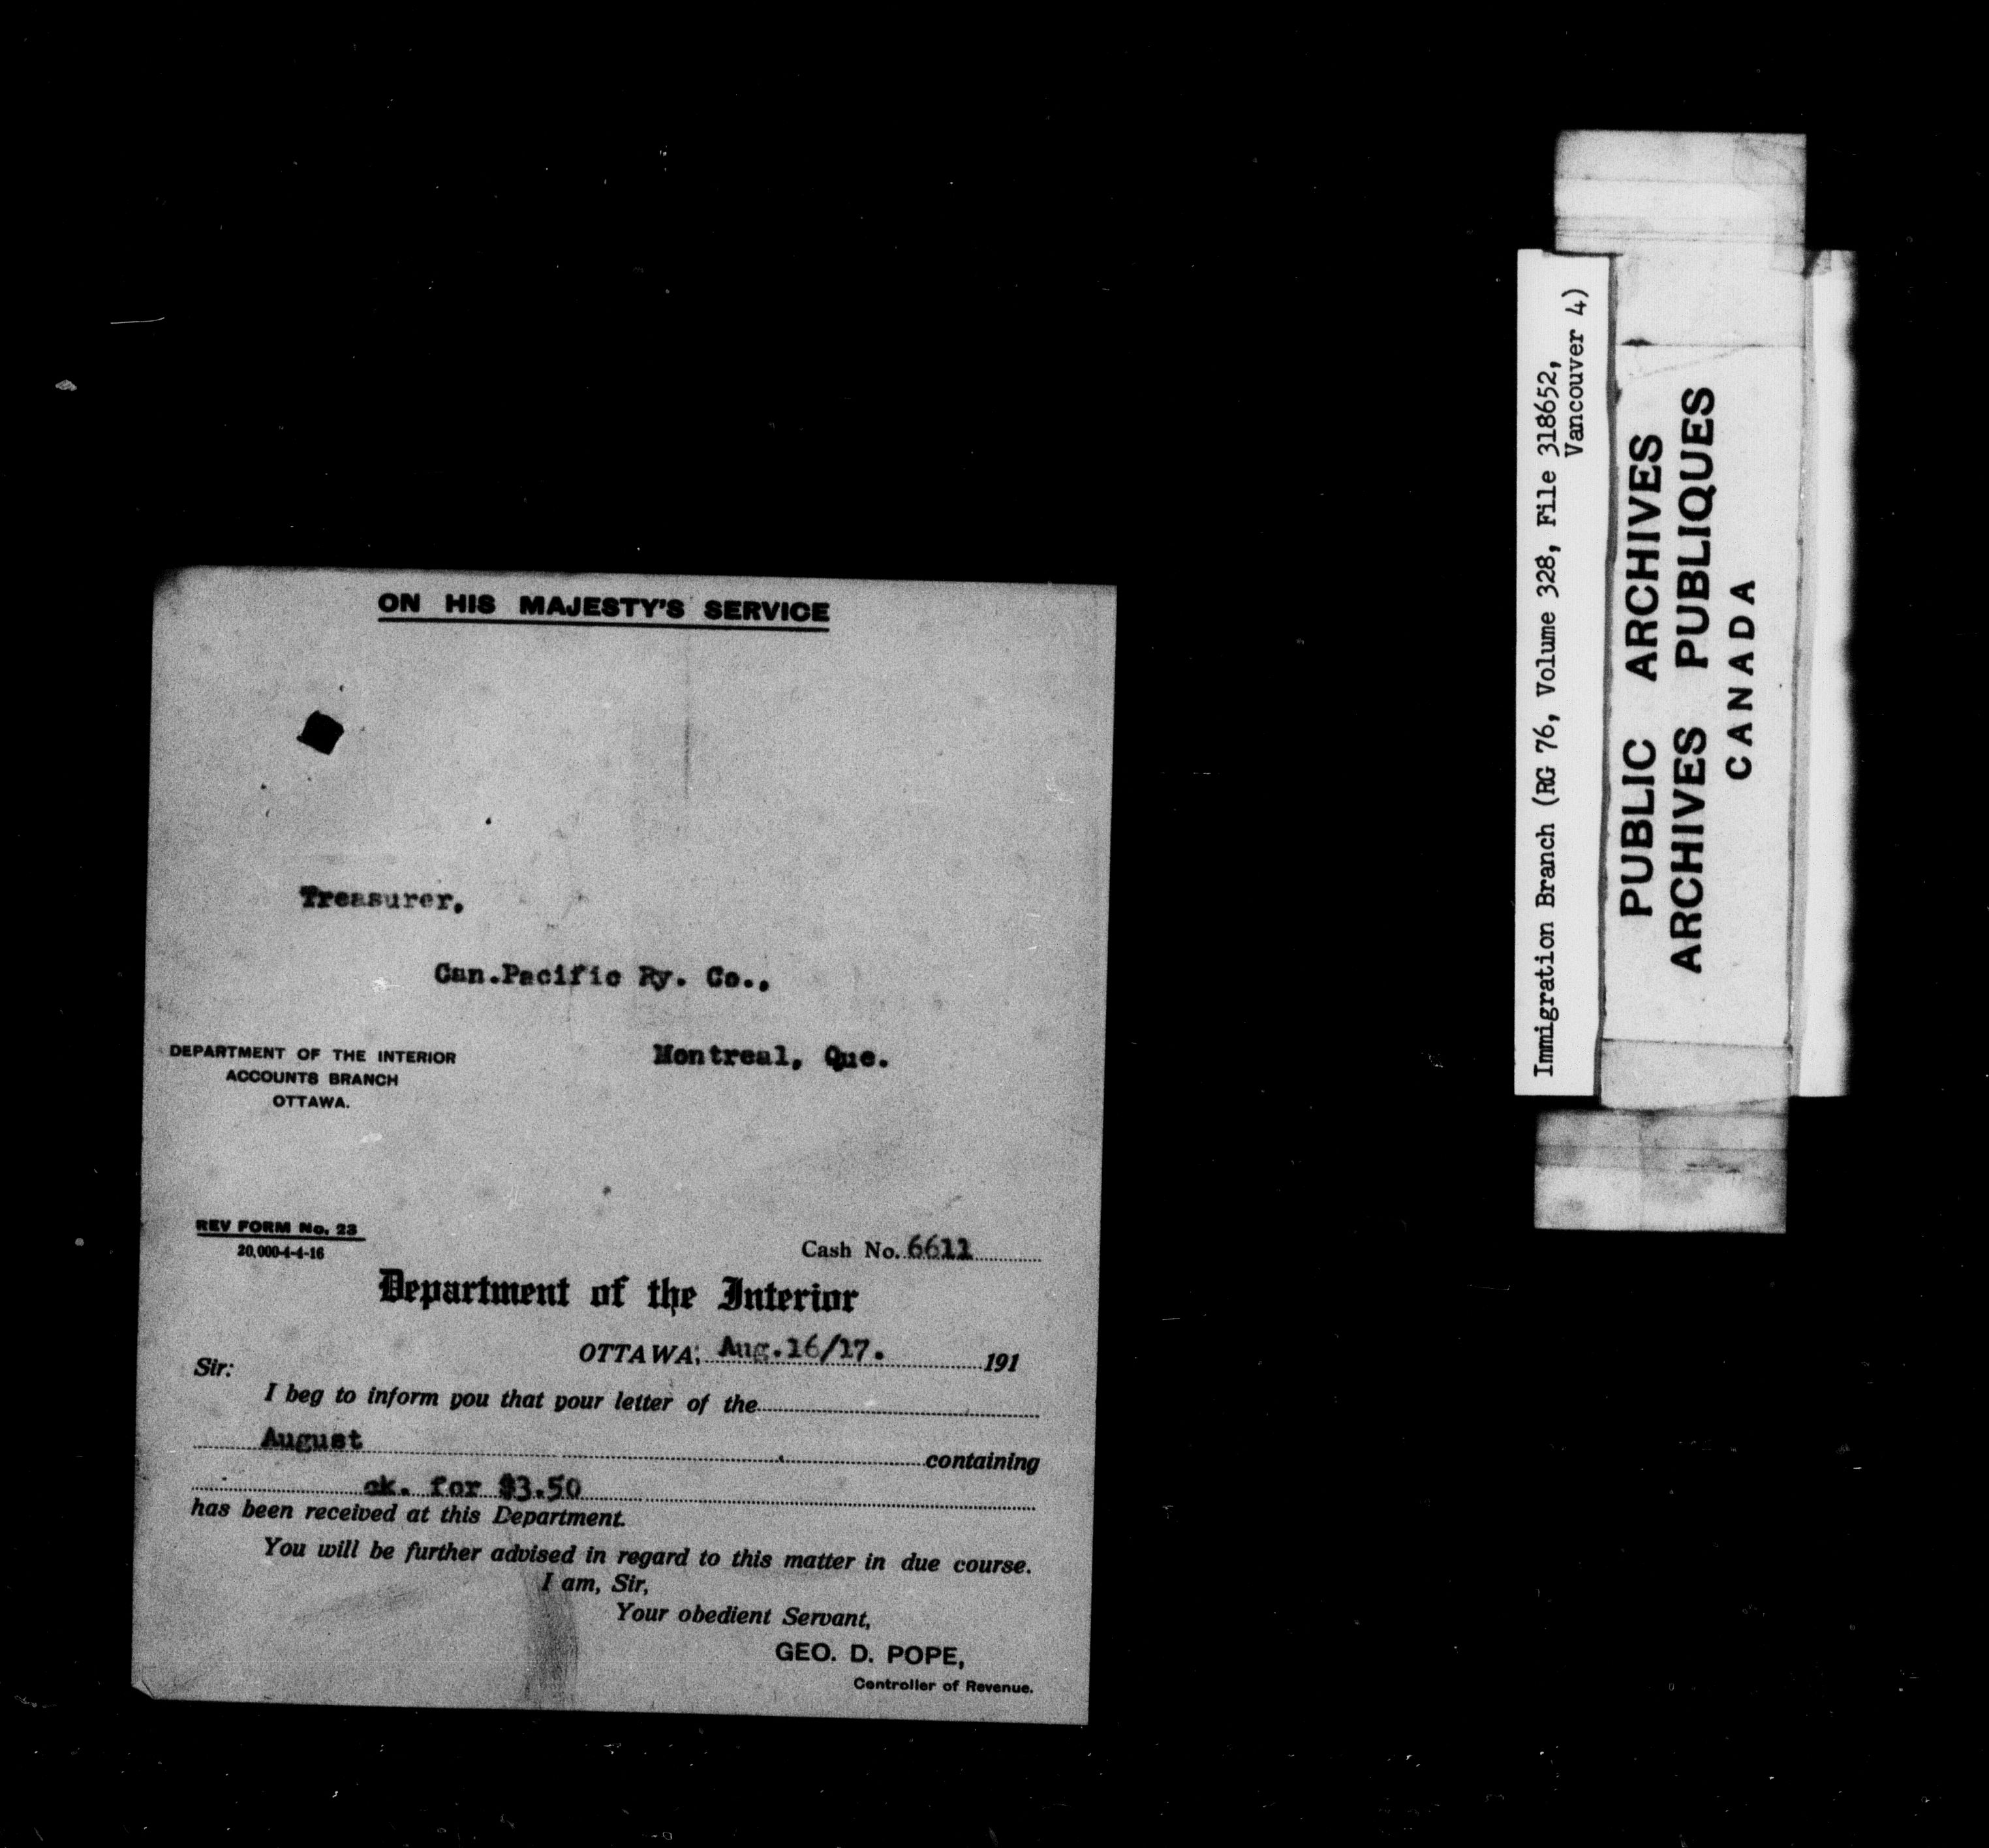 ON HIS MAJESTY'S SERVICE
Treasurer,
Can.Pacific Ry. Co.,
Montreal, Que.
DEPARTMENT OF THE INTERIOR
ACCOUNTS BRANCH
OTTAWA.
REV FORM No. 23
20,000-4-4-16
Cash No. 6611
Department of the Interior
OTTAWA, Aug.16/17. 191
Sir:
I beg to inform you that your letter of the
August containing
ck. for $3.50
has been received at this Department.
You will be further advised in regard to this matter in due course.
I am, Sir,
Your obedient Servant,
GEO. D. POPE,
Controller of Revenue.
Immigration Branch (RG 76, Volume 328, File 318652,
Vancouver 4)
PUBLIC ARCHIVES
ARCHIVES PUBLIQUES
CANADA